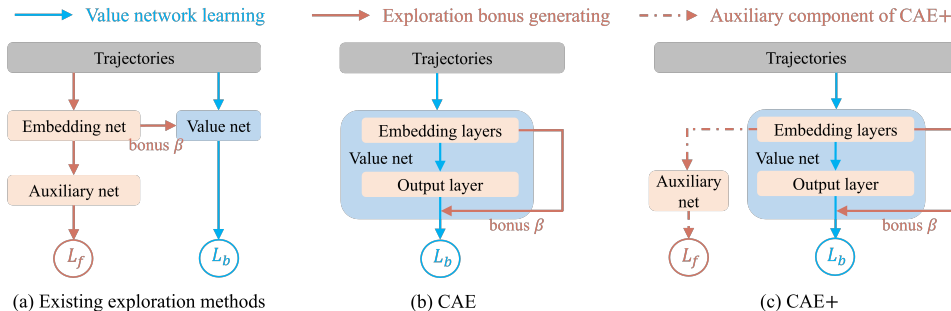 Value network learning
Exploration bonus generating
Auxiliary component of CAE+
Trajectories
Embedding net
bonus β
Value net
Auxiliary net
L_f
L_b
(a) Existing exploration methods
Trajectories
Embedding layers
Value net
Output layer
bonus β
L_b
(b) CAE
Trajectories
Embedding layers
Value net
Auxiliary
net
Output layer
bonus β
L_f
L_b
(c) CAE+